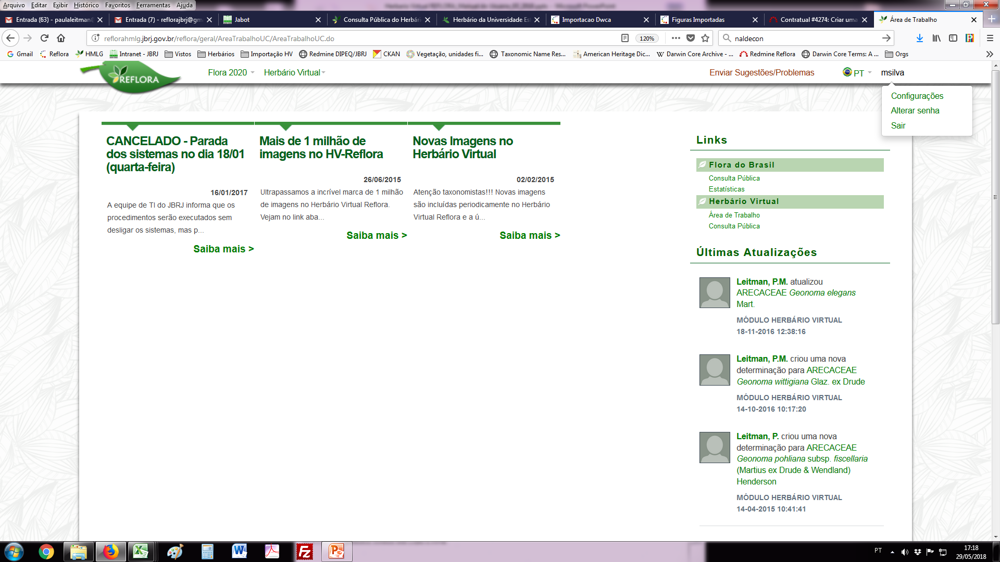 Arquivo Editar Exibir Histórico Favoritos Ferramentas Ajuda
Entrada (63) - paulaleitman@
Entrada (7) - reflorajbrj@gm
Jabot
Consulta Pública do Herbári
Herbário da Universidade Es
Importacao Dwca
Figuras Importadas
Contratual #4274: Criar uma
Área de Trabalho
reflorahmlg.jbrj.gov.br/reflora/geral/AreaTrabalhoUC/AreaTrabalhoUC.do
120%
naldecon
Gmail Reflora HMLG Intranet - JBRJ Vistos Herbários Importação HV Redmine DIPEQ/JBRJ CKAN Vegetação, unidades fi... Taxonomic Name Res... American Heritage Dic... Darwin Core Archive - ... Redmine Reflora Darwin Core Terms: A ... Orgs
REFLORA
Flora 2020 Herbário Virtual
Enviar Sugestões/Problemas
PT
msilva
Configurações
Alterar senha
Sair
CANCELADO - Parada
dos sistemas no dia 18/01
(quarta-feira)
16/01/2017
A equipe de TI do JBRJ informa que os
procedimentos serão executados sem
desligar os sistemas, mas p...
Saiba mais >
Mais de 1 milhão de
imagens no HV-Reflora
26/06/2015
Ultrapassamos a incrível marca de 1 milhão
de imagens no Herbário Virtual Reflora.
Vejam no link aba...
Saiba mais >
Novas Imagens no
Herbário Virtual
02/02/2015
Atenção taxonomistas!!! Novas imagens
são incluídas periodicamente no Herbário
Virtual Reflora e a ú...
Saiba mais >
Links
Flora do Brasil
Consulta Pública
Estatísticas
Herbário Virtual
Área de Trabalho
Consulta Pública
Últimas Atualizações
Leitman, P.M. atualizou
ARECACEAE Geonoma elegans
Mart.
MÓDULO HERBÁRIO VIRTUAL
18-11-2016 12:38:16
Leitman, P.M. criou uma nova
determinação para ARECACEAE
Geonoma wittigiana Glaz. ex Drude
MÓDULO HERBÁRIO VIRTUAL
14-10-2016 10:17:20
Leitman, P. criou uma nova
determinação para ARECACEAE
Geonoma pohliana subsp. fiscellaria
(Martius ex Drude & Wendland)
Henderson
MÓDULO HERBÁRIO VIRTUAL
14-04-2015 10:41:41
PT
17:18
29/05/2018